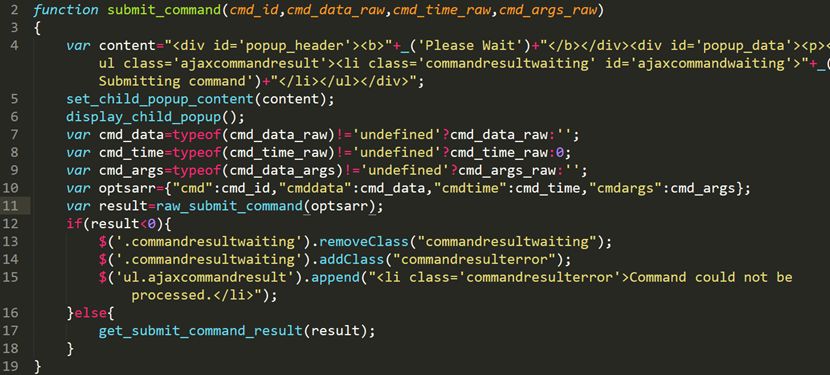 2 function submit_command(cmd_id,cmd_data_raw,cmd_time_raw,cmd_args_raw)
3 {
4 var content="<div id='popup_header'><b>"+_('Please Wait')+"</b></div><div id='popup_data'><p><
ul class='ajaxcommandresult'><li class='commandresultwaiting' id='ajaxcommandwaiting'>"+_(
Submitting command')+"</li></ul></div>";
5 set_child_popup_content(content);
6 display_child_popup();
7 var cmd_data=typeof(cmd_data_raw)!='undefined'?cmd_data_raw:'';
8 var cmd_time=typeof(cmd_time_raw)!='undefined'?cmd_time_raw:0;
9 var cmd_args=typeof(cmd_data_args)!='undefined'?cmd_args_raw:'';
10 var optsarr={"cmd":cmd_id,"cmddata":cmd_data,"cmdtime":cmd_time,"cmdargs":cmd_args};
11 var result=raw_submit_command(optsarr);
12 if(result<0){
13 $('.commandresultwaiting').removeClass("commandresultwaiting");
14 $('.commandresultwaiting').addClass("commandresulterror");
15 $('ul.ajaxcommandresult').append("<li class='commandresulterror'>Command could not be
processed.</li>");
16 }else{
17 get_submit_command_result(result);
18 }
19 }